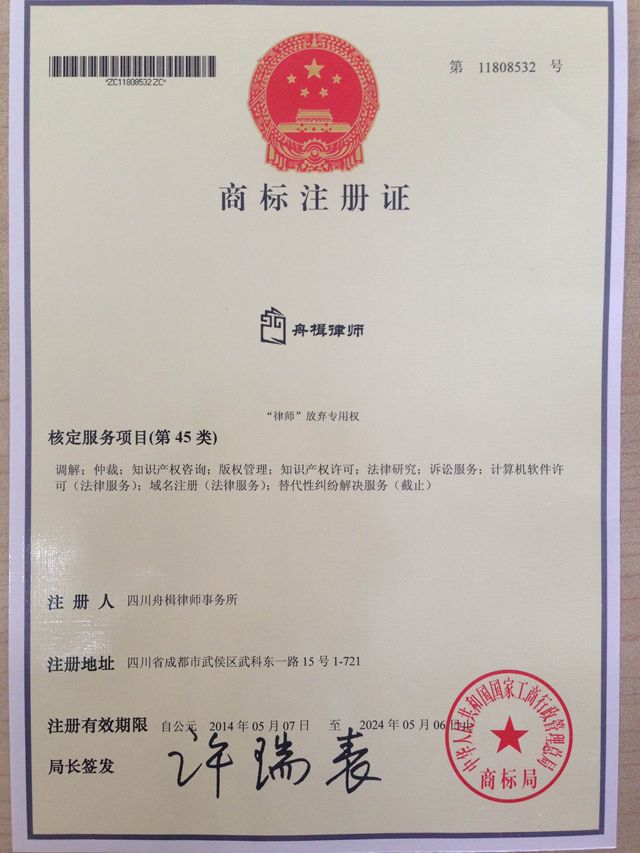 *ZC11808532ZC*
第 11808532 号
商标注册证
舟楫律师
“律师”放弃专用权
核定服务项目(第 45 类)
调解；仲裁；知识产权咨询；版权管理；知识产权许可；法律研究；诉讼服务；计算机软件许
可（法律服务）；域名注册（法律服务）；替代性纠纷解决服务（截止）
注 册 人 四川舟楫律师事务所
注册地址 四川省成都市武侯区武科东一路 15 号 1-721
注册有效期限 自公元 2014 年 05 月 07 日 至 2024 年 05 月 06 日止
局长签发 许瑞表
中华人民共和国国家工商行政管理总局
商标局